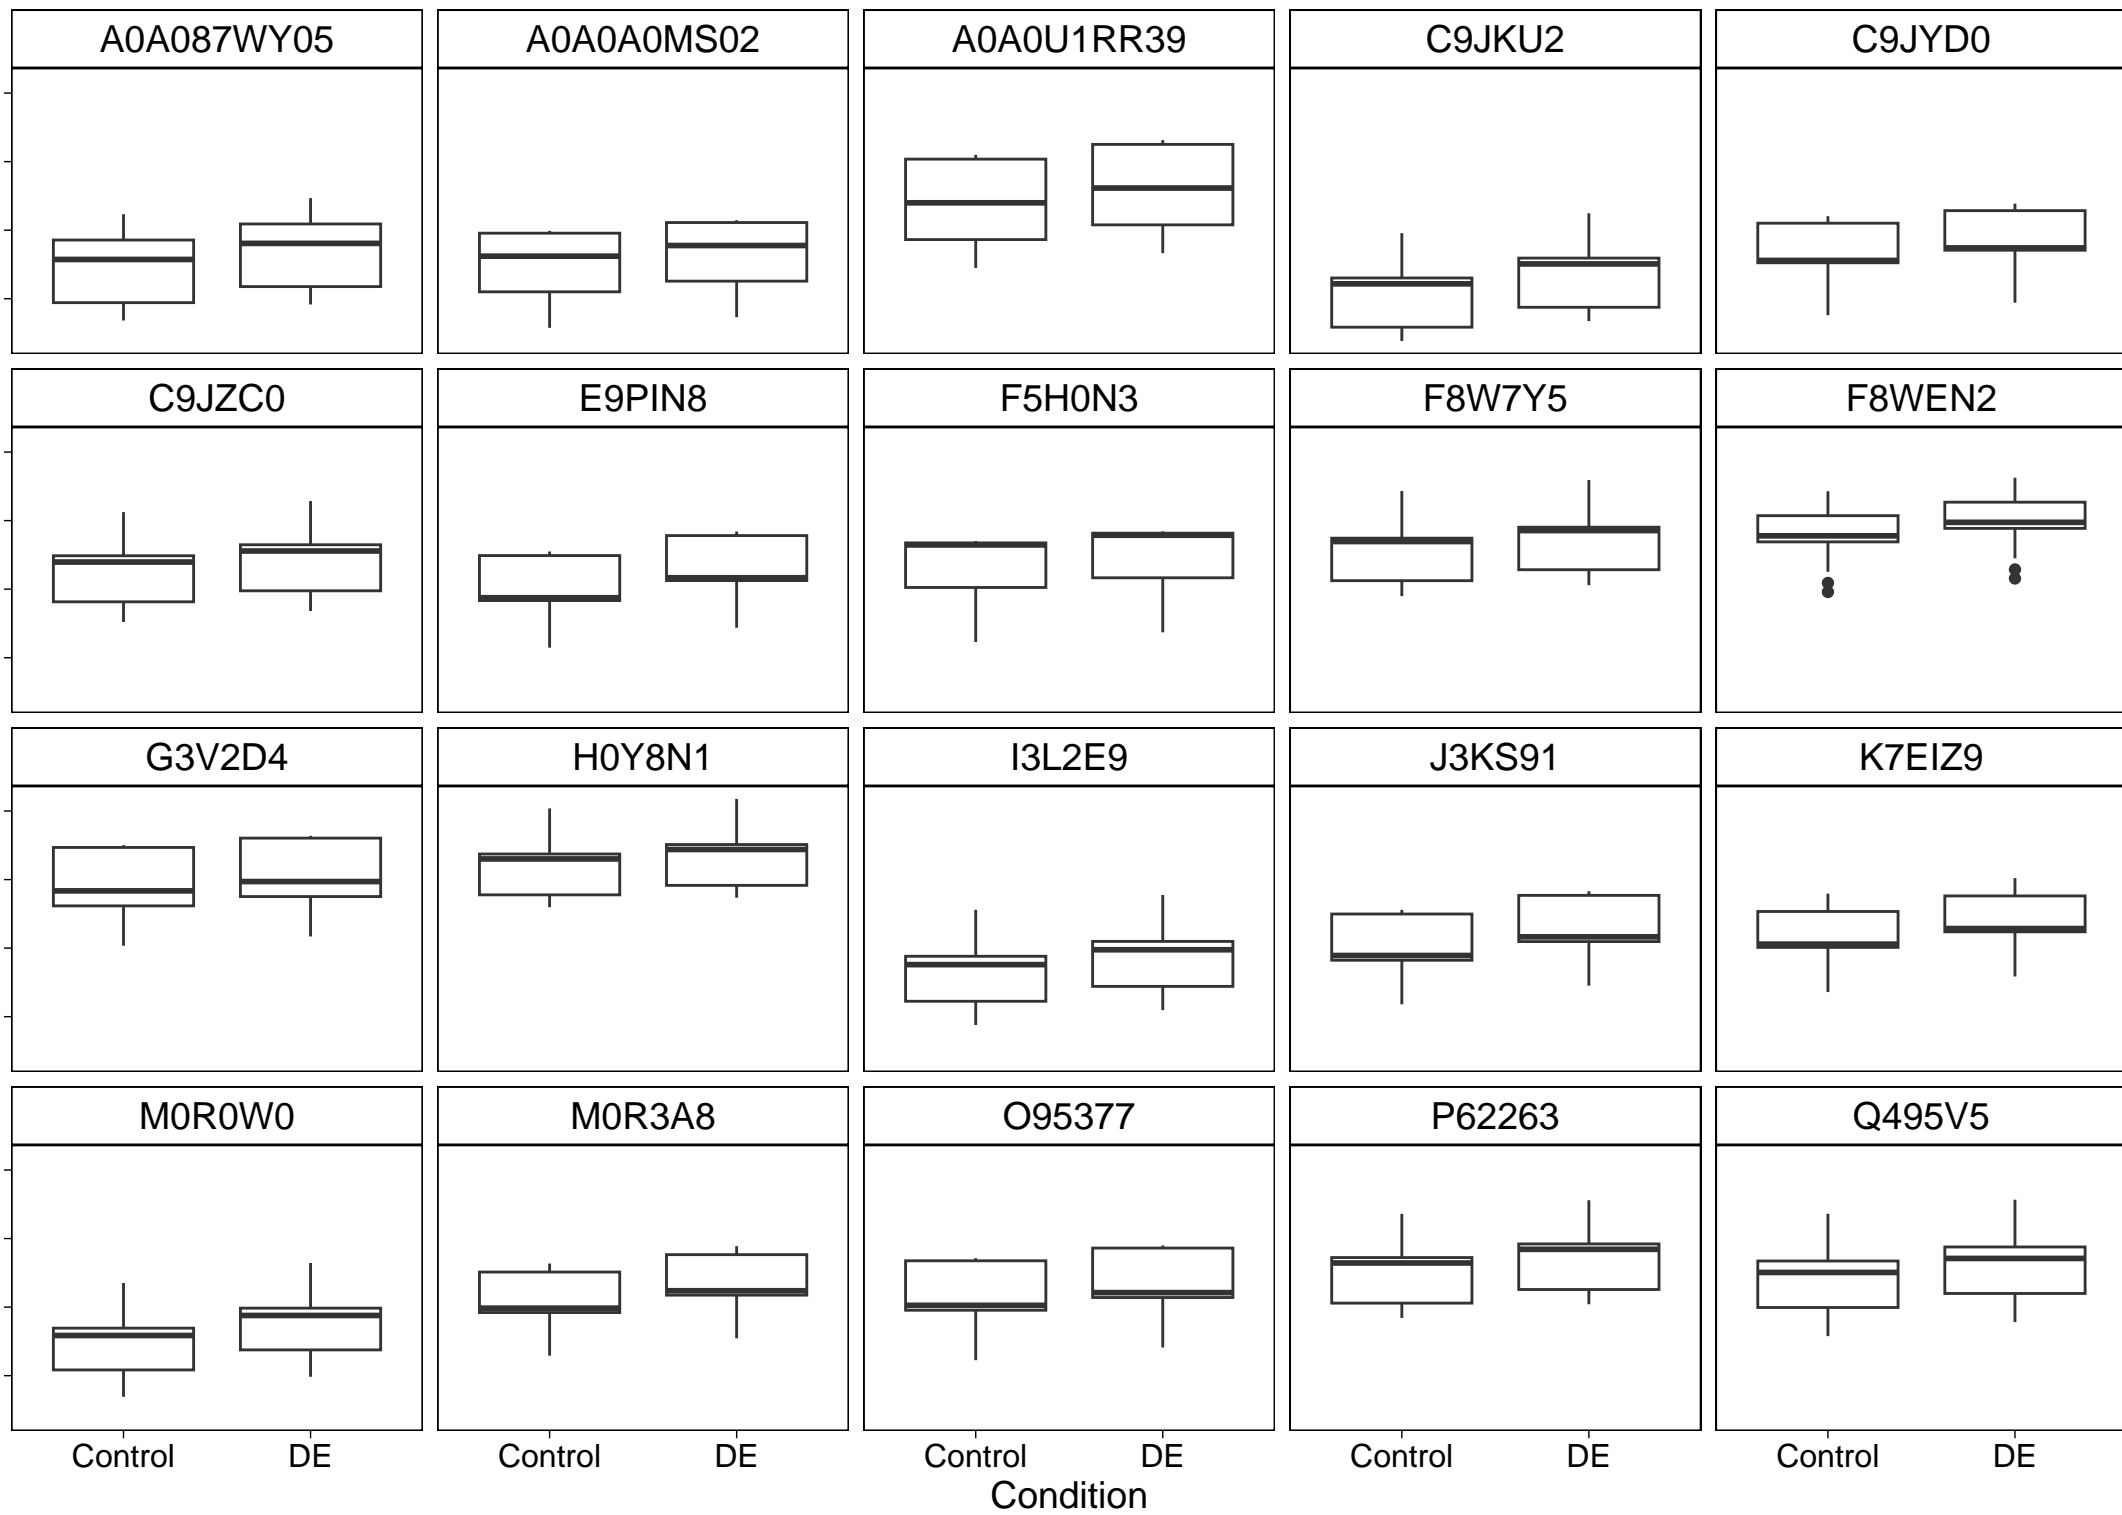 A0A087WY05 A0A0A0MS02 A0A0U1RR39 C9JKU2 C9JYD0
C9JZC0 E9PIN8 F5H0N3 F8W7Y5 F8WEN2
G3V2D4 H0Y8N1 I3L2E9 J3KS91 K7EIZ9
M0R0W0 M0R3A8 O95377 P62263 Q495V5
Control DE Control DE Control DE Control DE Control DE
Condition